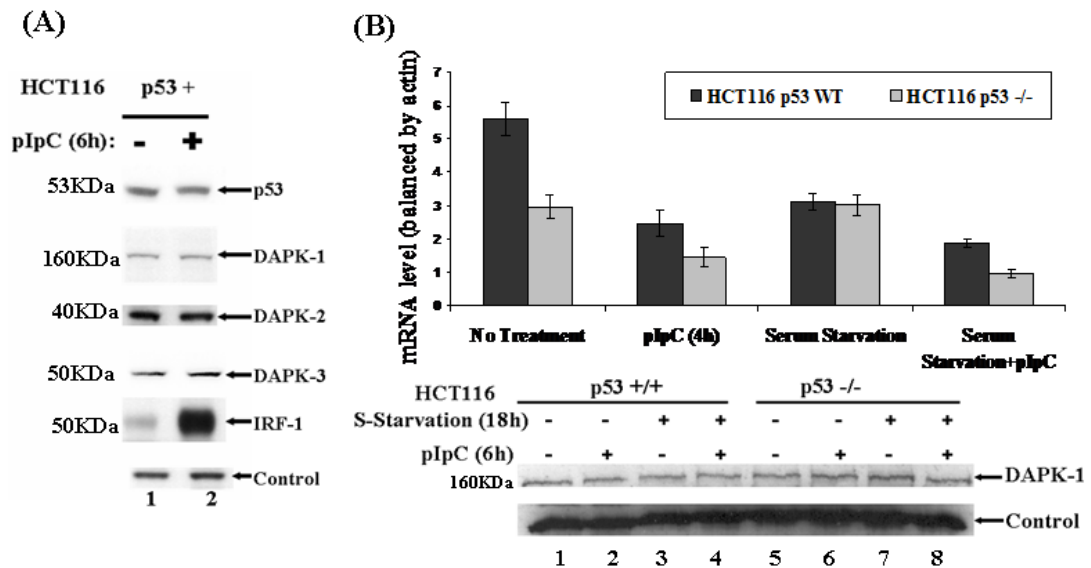 (A)
HCT116 p53 +
pIpC (6h): - +
53KDa p53
160KDa DAPK-1
40KDa DAPK-2
50KDa DAPK-3
50KDa IRF-1
Control
1 2
(B)
mRNA level (balanced by actin)
7
6
5
4
3
2
1
0
HCT116 p53 WT HCT116 p53 -/-
No Treatment pIpC (4h) Serum Starvation Serum
Starvation+pIpC
HCT116 p53 +/+ p53 -/-
S-Starvation (18h) - - + + - - + +
pIpC (6h) - + - + - + - +
160KDa DAPK-1
Control
1 2 3 4 5 6 7 8